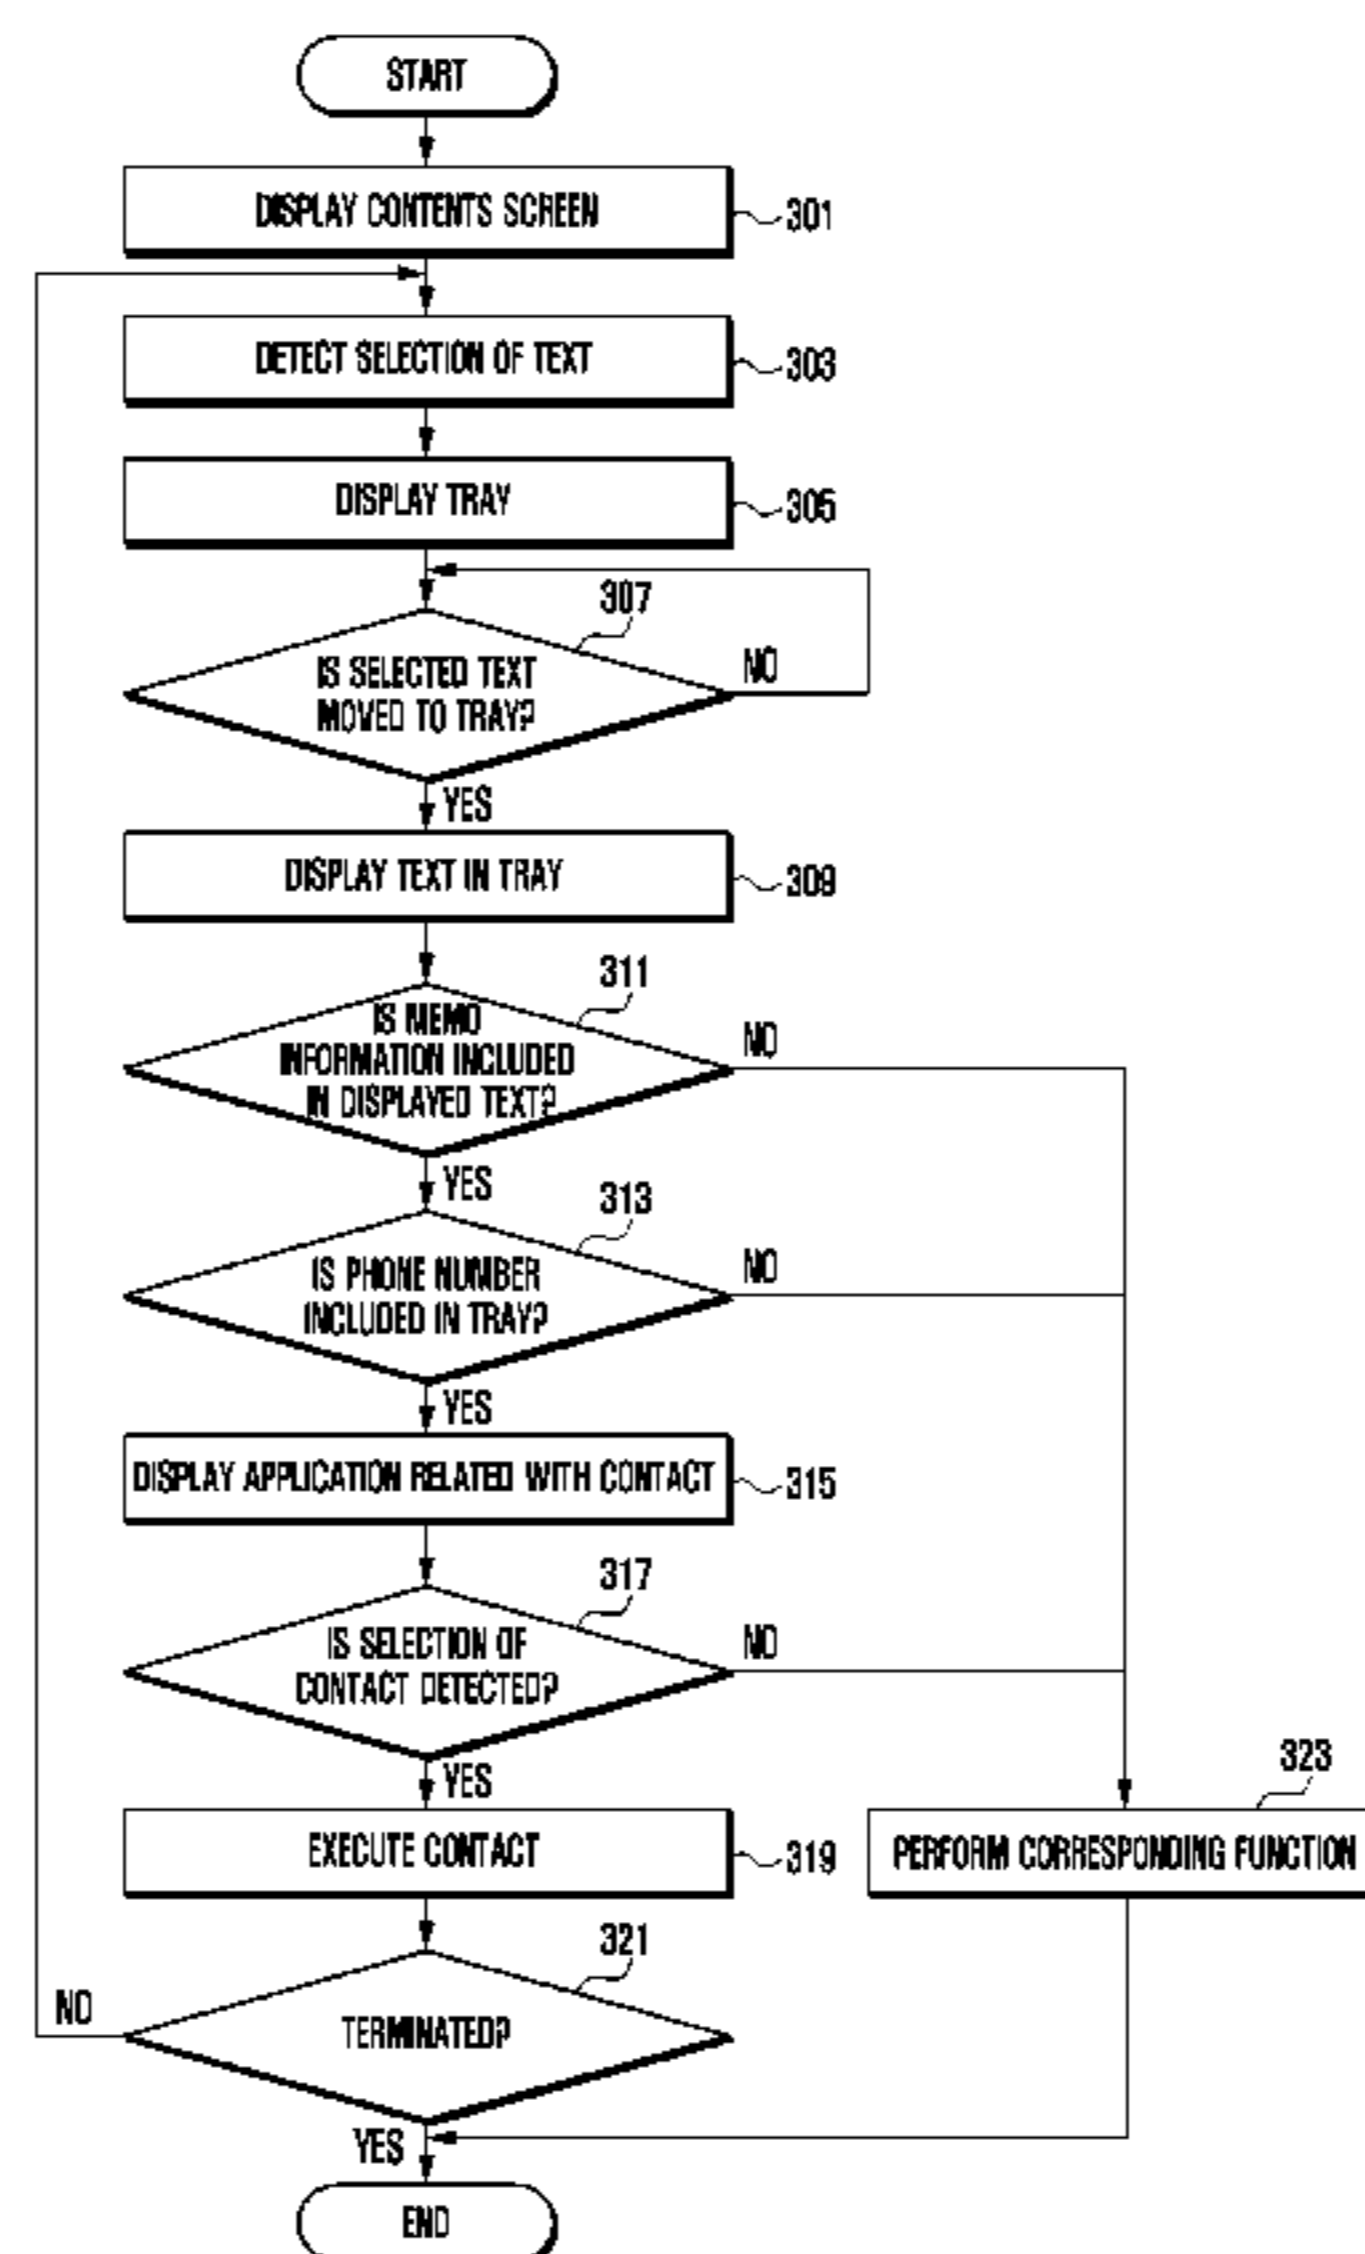 START
DISPLAY CONTENTS SCREEN
301
DETECT SELECTION OF TEXT
303
DISPLAY TRAY
305
307
IS SELECTED TEXT
MOVED TO TRAY?
NO
YES
DISPLAY TEXT IN TRAY
309
311
IS MEMO
INFORMATION INCLUDED
IN DISPLAYED TEXT?
NO
YES
313
IS PHONE NUMBER
INCLUDED IN TRAY?
NO
YES
DISPLAY APPLICATION RELATED WITH CONTACT
315
317
IS SELECTION OF
CONTACT DETECTED?
NO
YES
323
EXECUTE CONTACT
319
PERFORM CORRESPONDING FUNCTION
321
TERMINATED?
NO
YES
END